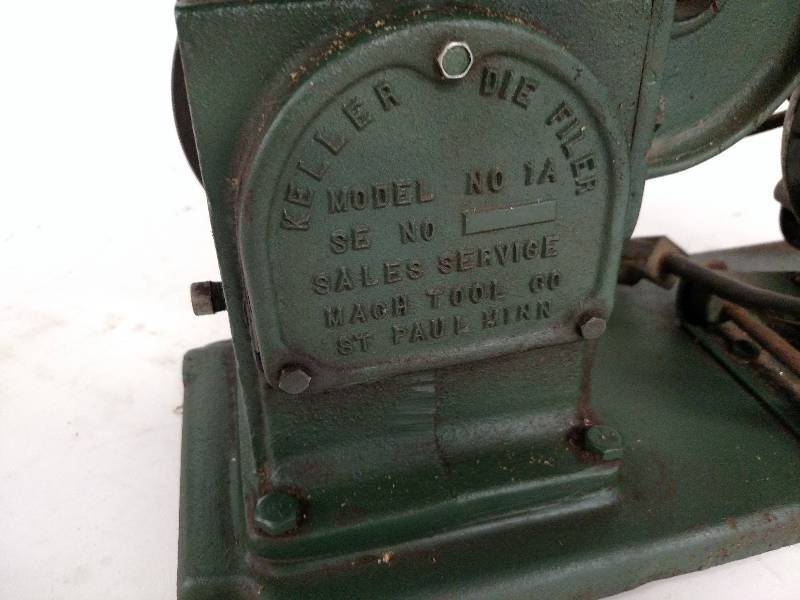 KELLER DIE FILER
MODEL NO 1A
SE NO
SALES SERVICE
MACH TOOL CO
ST PAUL MINN